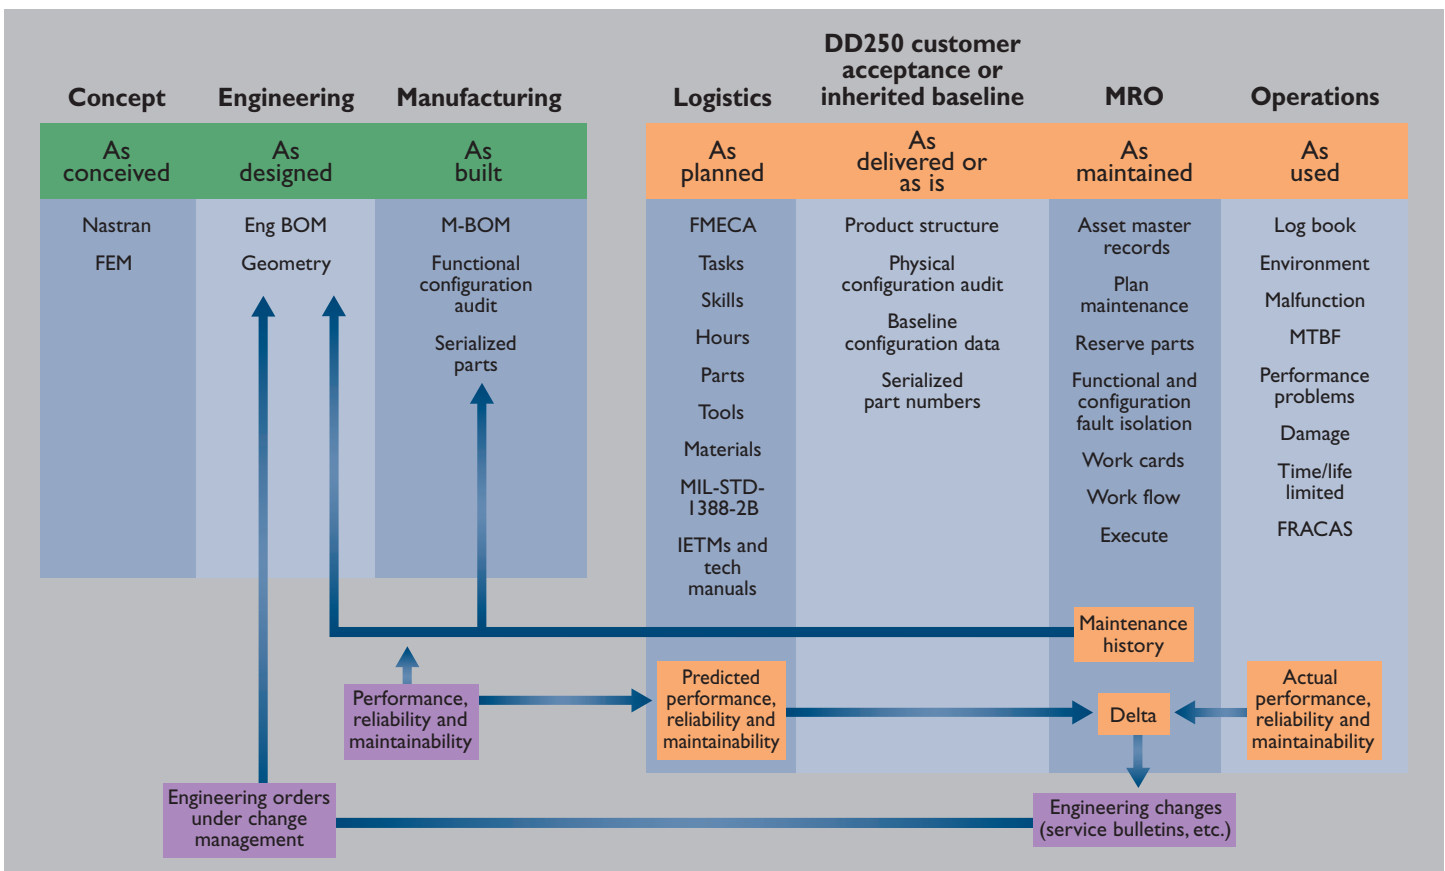 DD250 customer
acceptance or
inherited baseline
Concept
Engineering
Manufacturing
Logistics
MRO
Operations
As
conceived
As
designed
As
built
As
planned
As
delivered or
as is
As
maintained
As
used
Nastran
FEM
Eng BOM
Geometry
M-BOM
Functional
configuration
audit
Serialized
parts
FMECA
Tasks
Skills
Hours
Parts
Tools
Materials
MIL-STD-
1388-2B
IETMs and
tech
manuals
Product structure
Physical
configuration audit
Baseline
configuration data
Serialized
part numbers
Asset master
records
Plan
maintenance
Reserve parts
Functional and
configuration
fault isolation
Work cards
Work flow
Execute
Log book
Environment
Malfunction
MTBF
Performance
problems
Damage
Time/life
limited
FRACAS
Maintenance
history
Performance,
reliability and
maintainability
Predicted
performance,
reliability and
maintainability
Delta
Actual
performance,
reliability and
maintainability
Engineering orders
under change
management
Engineering changes
(service bulletins, etc.)